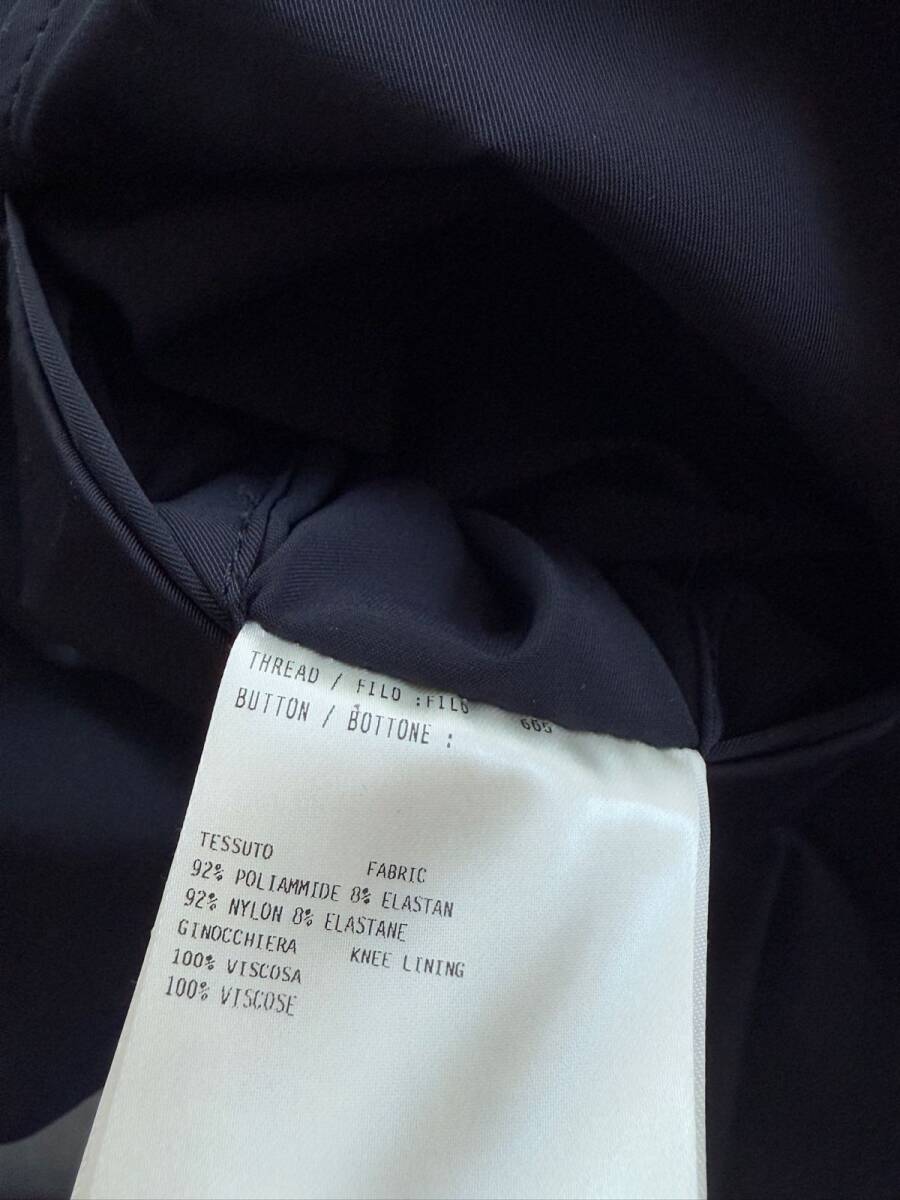 THREAD / FILO :FILO 665
BUTTON / BOTTONE :
TESSUTO FABRIC
92% POLIAMMIDE 8% ELASTAN
92% NYLON 8% ELASTANE
GINOCCHIERA KNEE LINING
100% VISCOSA
100% VISCOSE